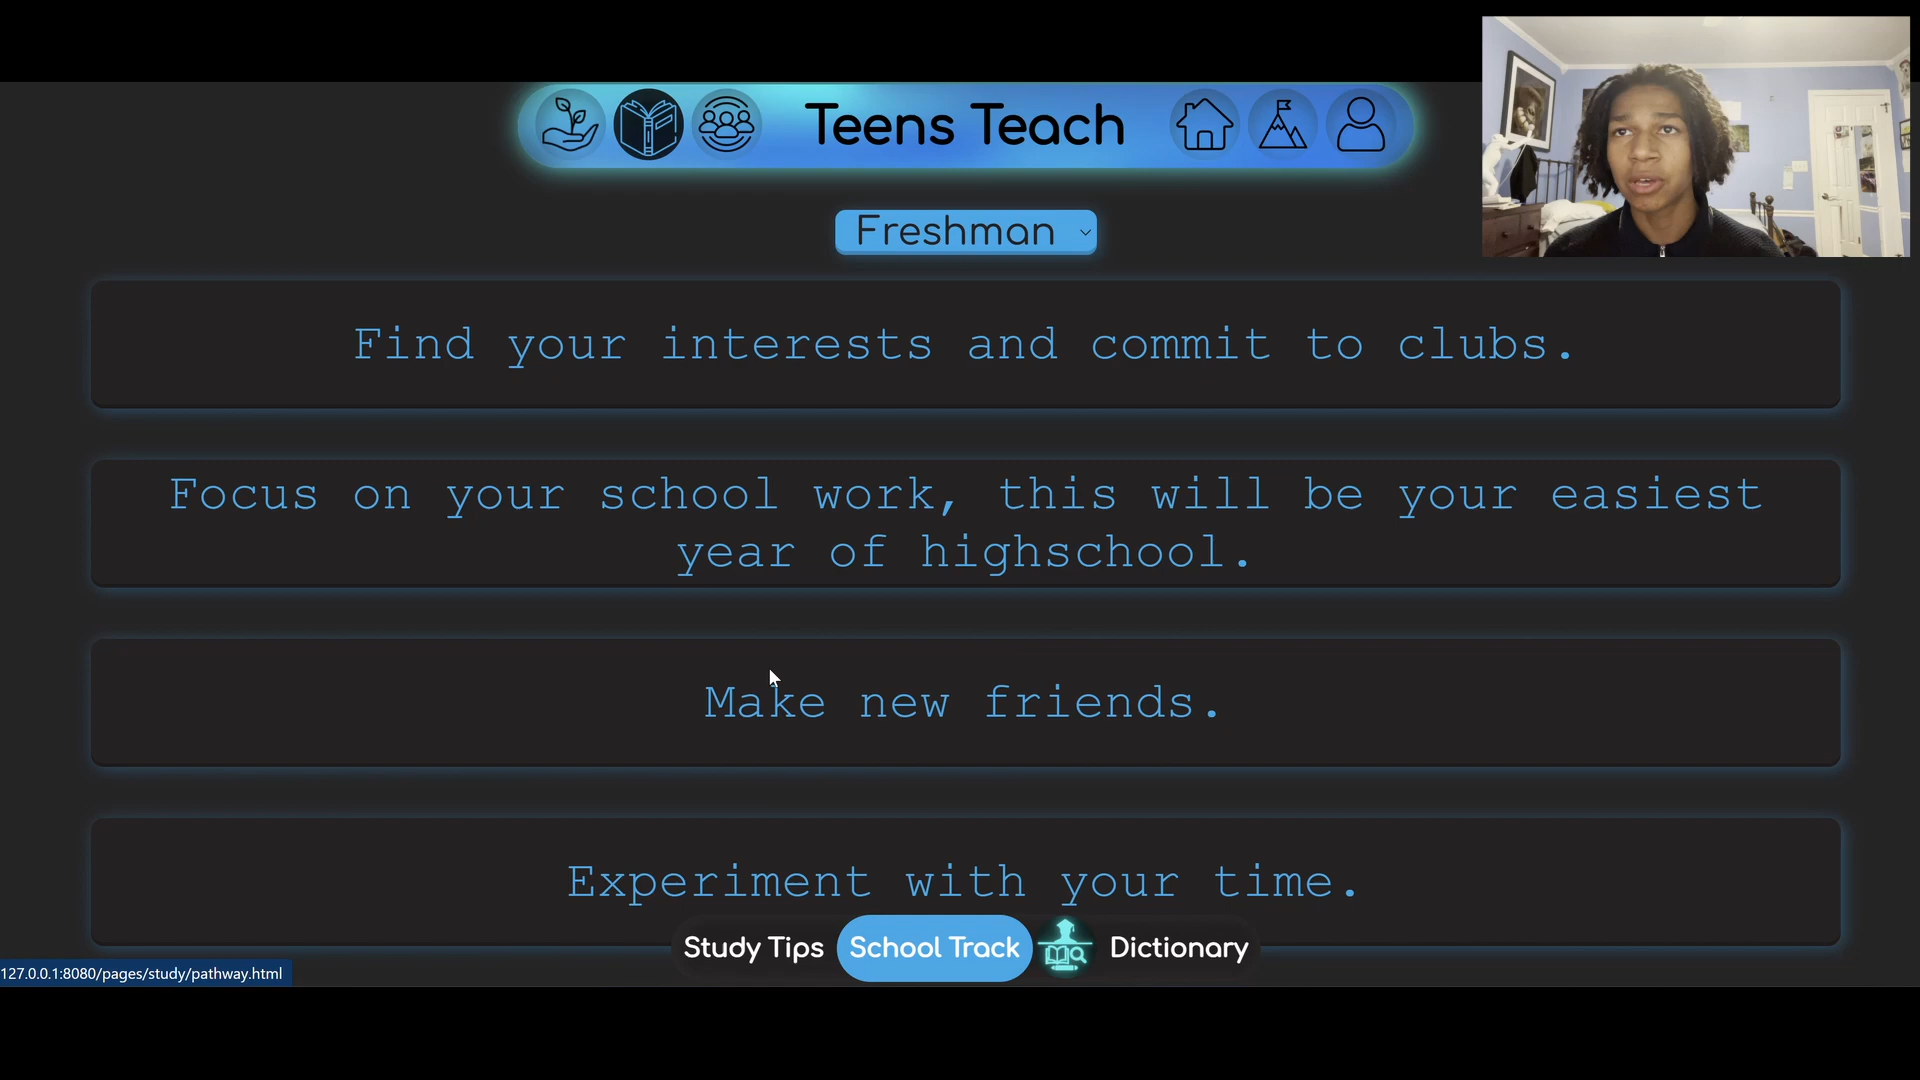 Teens Teach
Freshman
Find your interests and commit to clubs.
Focus on your school work, this will be your easiest
year of highschool.
Make new friends.
Experiment with your time.
Study Tips School Track Dictionary
127.0.0.1:8080/pages/study/pathway.html